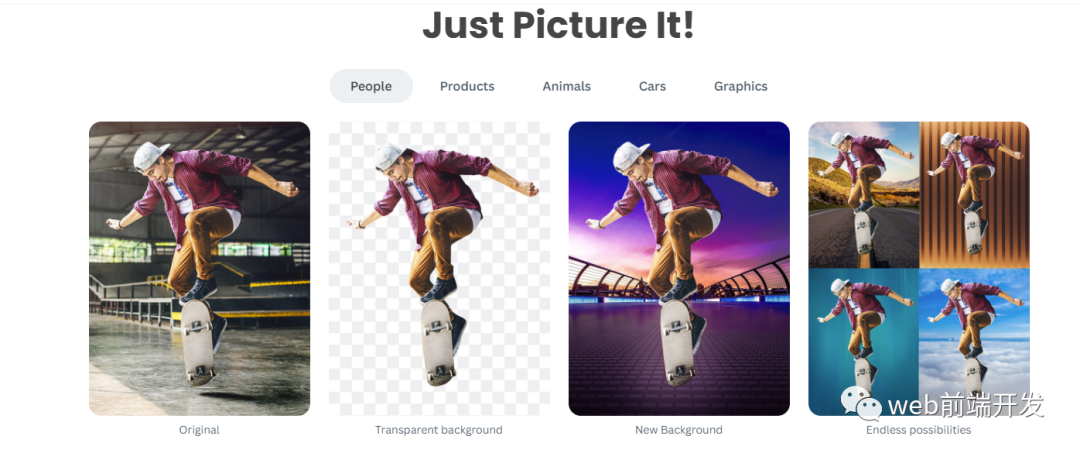 Just Picture It!
People Products Animals Cars Graphics
Original Transparent background New Background Endless possibilities
web前端开发